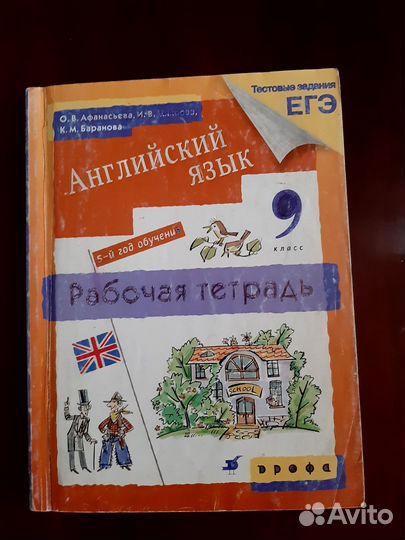 Тестовые задания
ЕГЭ
О. В. Афанасьева, И. В.
К. М. Баранова
Английский
язык
9
класс
5-й год обучения
Рабочая тетрадь
SCHOOL
дрофа
Avito